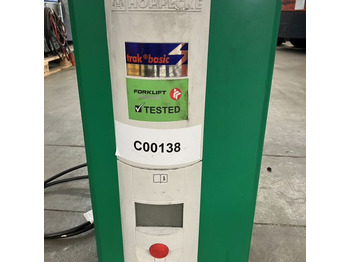 HOPPECKE
trak®basic
FORKLIFT
TESTED
C00138